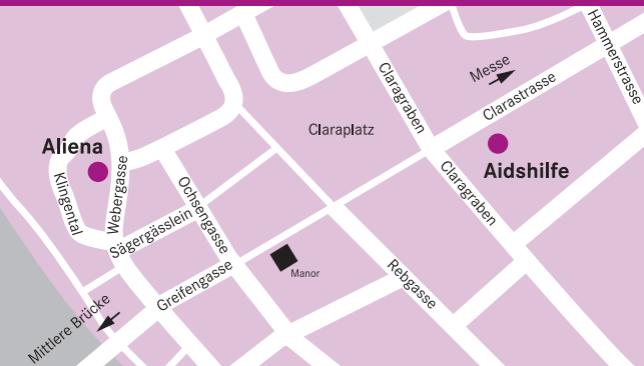 Hammerstrasse
Messe
Claragraben
Clarastrasse
Claraplatz
Aliena
Aidshilfe
Klingental
Webergasse
Claragraben
Ochsengasse
Sägergässlein
Greifengasse
Manor
Rebgasse
Mittlere Brücke